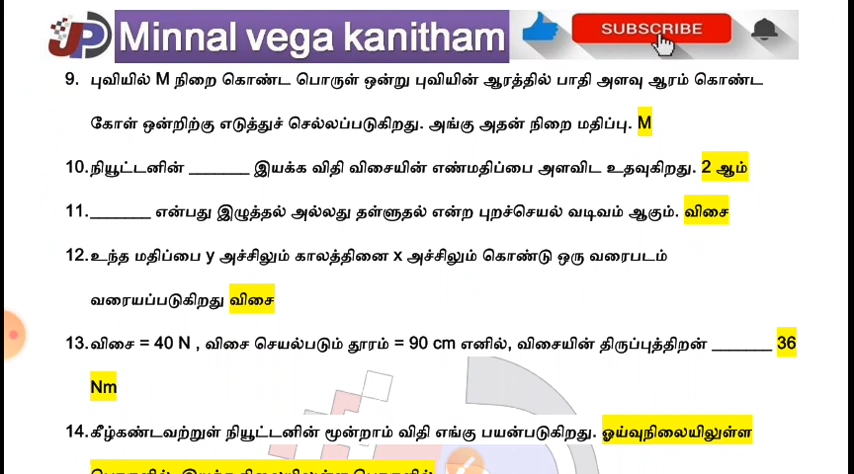 JP Minnal vega kanitham SUBSCRIBE
9. புவியில் M நிறை கொண்ட பொருள் ஒன்று புவியின் ஆரத்தில் பாதி அளவு ஆரம் கொண்ட
கோள் ஒன்றிற்கு எடுத்துச் செல்லப்படுகிறது. அங்கு அதன் நிறை மதிப்பு. M
10.நியூட்டனின் _______ இயக்க விதி விசையின் எண்மதிப்பை அளவிட உதவுகிறது. 2 ஆம்
11._______ என்பது இழுத்தல் அல்லது தள்ளுதல் என்ற புறச்செயல் வடிவம் ஆகும். விசை
12.உந்த மதிப்பை y அச்சிலும் காலத்தினை x அச்சிலும் கொண்டு ஒரு வரைபடம்
வரையப்படுகிறது விசை
13.விசை = 40 N , விசை செயல்படும் தூரம் = 90 cm எனில், விசையின் திருப்புத்திறன் _______ 36
Nm
14.கீழ்கண்டவற்றுள் நியூட்டனின் மூன்றாம் விதி எங்கு பயன்படுகிறது. ஓய்வுநிலையிலுள்ள